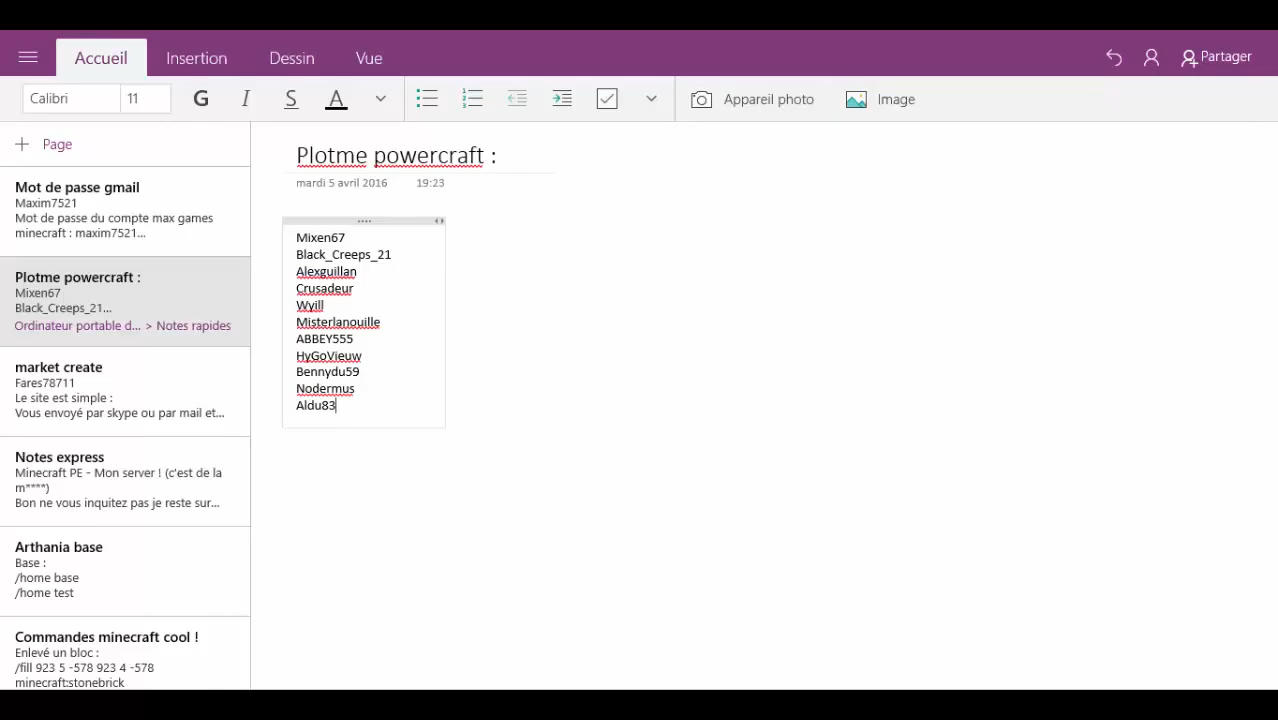 Accueil Insertion Dessin Vue Partager
Calibri 11 G I S A Appareil photo Image
Page
Mot de passe gmail
Maxim7521
Mot de passe du compte max games
minecraft : maxim7521...
Plotme powercraft :
Mixen67
Black_Creeps_21...
Ordinateur portable d... > Notes rapides
market create
Fares78711
Le site est simple :
Vous envoyé par skype ou par mail et...
Notes express
Minecraft PE - Mon server ! (c'est de la
m****)
Bon ne vous inquitez pas je reste sur...
Arthania base
Base :
/home base
/home test
Commandes minecraft cool !
Enlevé un bloc :
/fill 923 5 -578 923 4 -578
minecraft:stonebrick
Plotme powercraft :
mardi 5 avril 2016 19:23
Mixen67
Black_Creeps_21
Alexguillan
Crusadeur
Wyill
Misterlanouille
ABBEY555
HyGoVieuw
Bennydu59
Nodermus
Aldu83